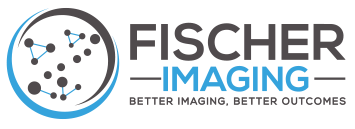 FISCHER
IMAGING
BETTER IMAGING, BETTER OUTCOMES